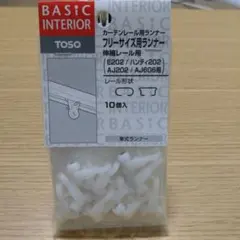 BASIC
INTERIOR
TOSO
カーテンレール用ランナー
フリーサイズ用ランナー
伸縮レール用
E202／ハンディ202
AJ202／AJ606用
レール形状
10個入
BASIC
INTERIOR